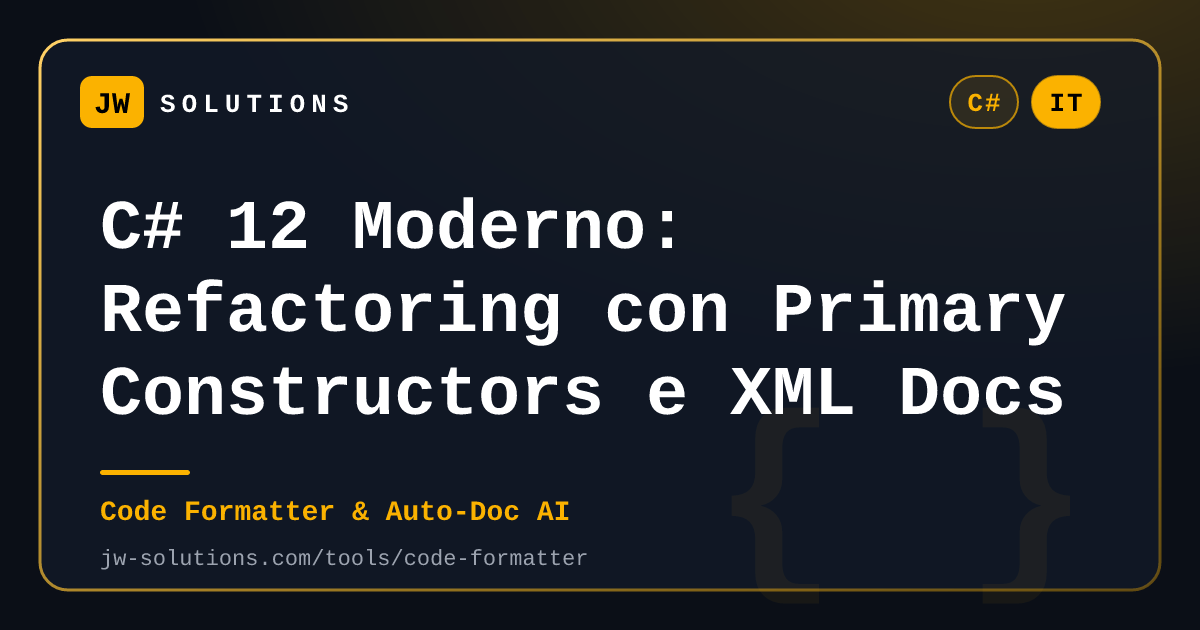 JW SOLUTIONS
C# IT
C# 12 Moderno:
Refactoring con Primary
Constructors e XML Docs
Code Formatter & Auto-Doc AI
jw-solutions.com/tools/code-formatter
{ }